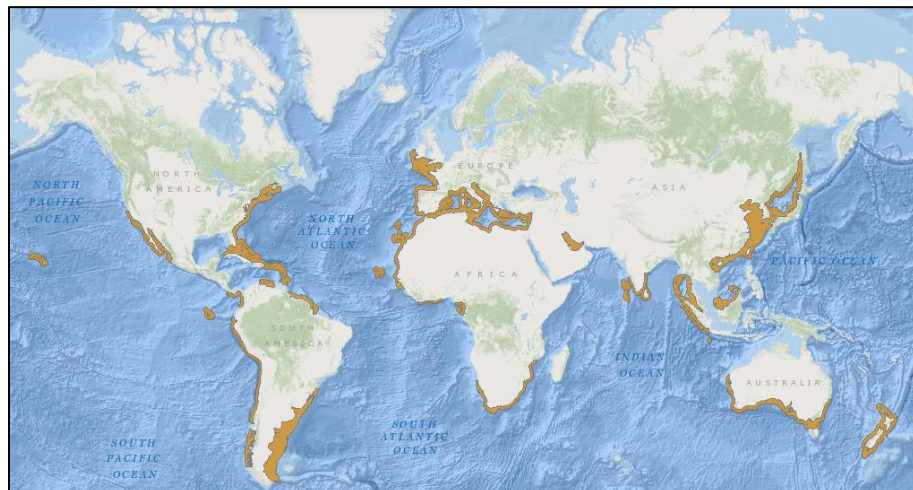 NORTH
AMERICA
EUROPE
ASIA
NORTH
PACIFIC
OCEAN
NORTH
ATLANTIC
OCEAN
AFRICA
PACIFIC OCEAN
SOUTH
AMERICA
INDIAN
OCEAN
AUSTRALIA
SOUTH
ATLANTIC
OCEAN
SOUTH
PACIFIC
OCEAN